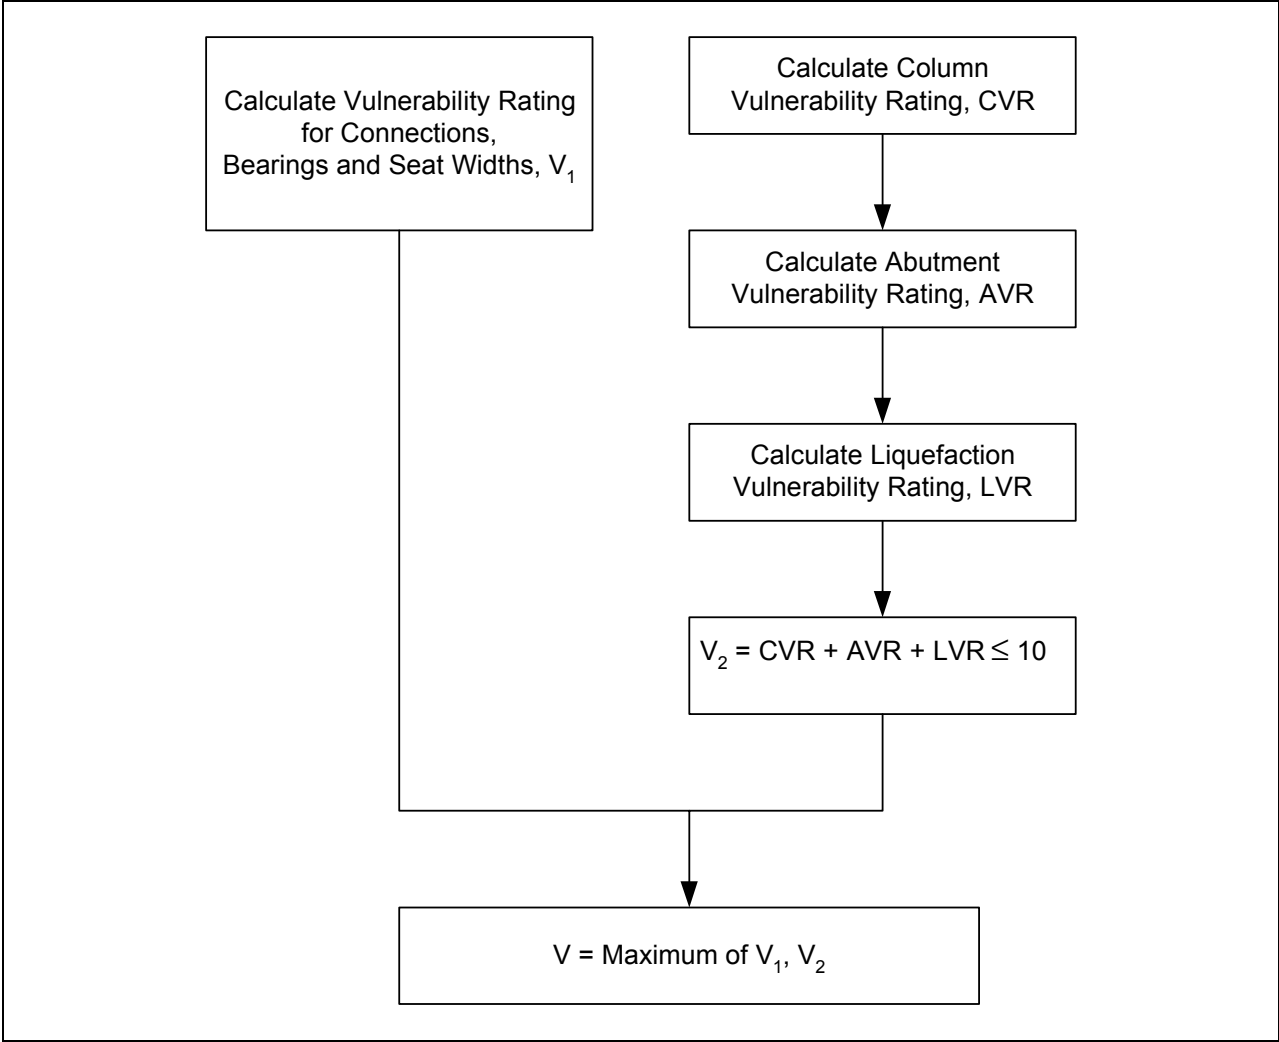 Calculate Vulnerability Rating
for Connections,
Bearings and Seat Widths, V₁
Calculate Column
Vulnerability Rating, CVR
Calculate Abutment
Vulnerability Rating, AVR
Calculate Liquefaction
Vulnerability Rating, LVR
V₂ = CVR + AVR + LVR ≤ 10
V = Maximum of V₁, V₂